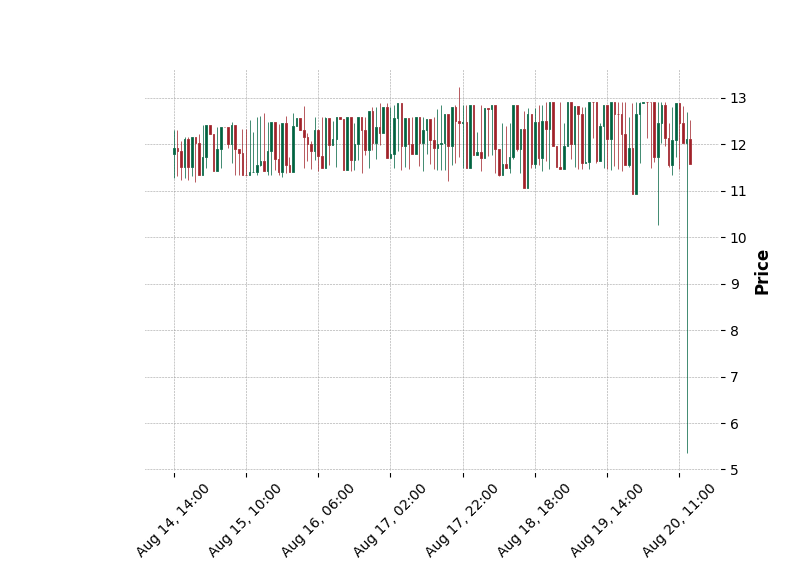 13
12
11
10
9
8
7
6
5
Price
Aug 14, 14:00
Aug 15, 10:00
Aug 16, 06:00
Aug 17, 02:00
Aug 17, 22:00
Aug 18, 18:00
Aug 19, 14:00
Aug 20, 11:00